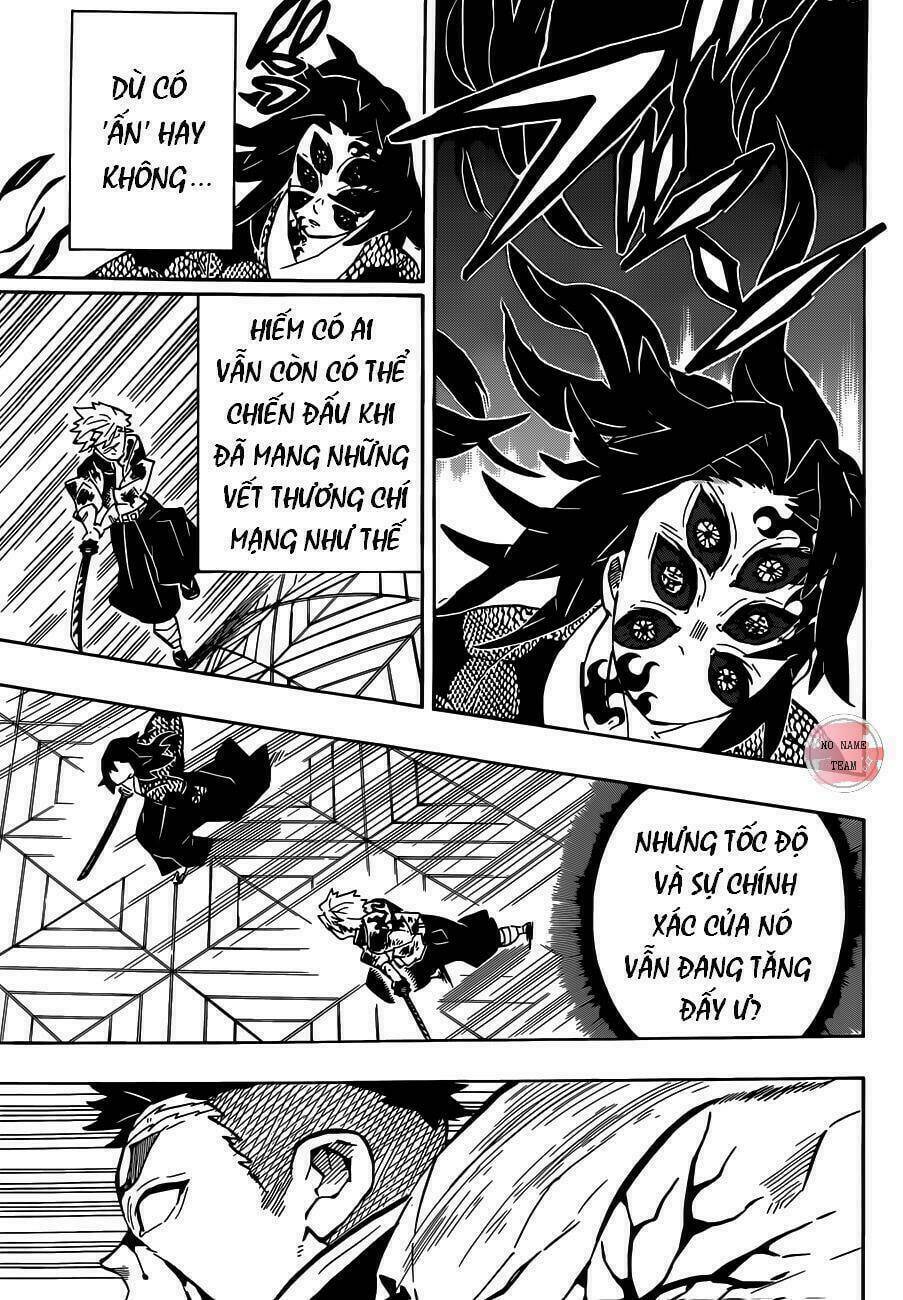 DÙ CÓ
'ẤN' HAY
KHÔNG...
HIẾM CÓ AI
VẪN CÒN CÓ THỂ
CHIẾN ĐẤU KHI
ĐÃ MANG NHỮNG
VẾT THƯƠNG CHÍ
MẠNG NHƯ THẾ
NO NAME
TEAM
NHƯNG TỐC ĐỘ
VÀ SỰ CHÍNH
XÁC CỦA NÓ
VẪN ĐANG TĂNG
ĐẤY Ư?